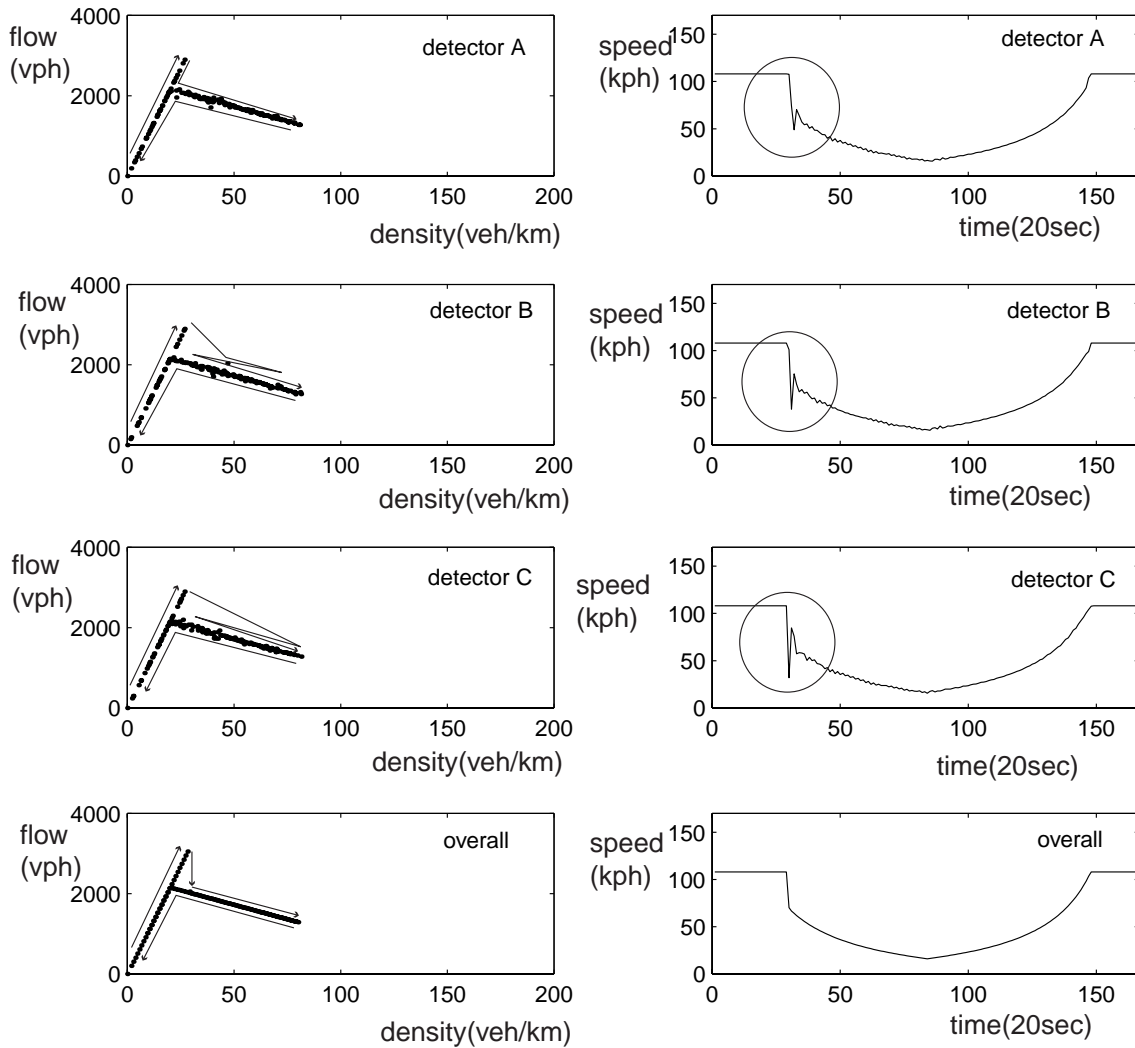 4000
flow
(vph)
detector A
2000
0
0 50 100 150 200
density(veh/km)
speed
(kph)
detector A
150
100
50
0
0 50 100 150
time(20sec)
4000
flow
(vph)
detector B
2000
0
0 50 100 150 200
density(veh/km)
speed
(kph)
detector B
150
100
50
0
0 50 100 150
time(20sec)
4000
flow
(vph)
detector C
2000
0
0 50 100 150 200
density(veh/km)
speed
(kph)
detector C
150
100
50
0
0 50 100 150
time(20sec)
4000
flow
(vph)
overall
2000
0
0 50 100 150 200
density(veh/km)
speed
(kph)
overall
150
100
50
0
0 50 100 150
time(20sec)